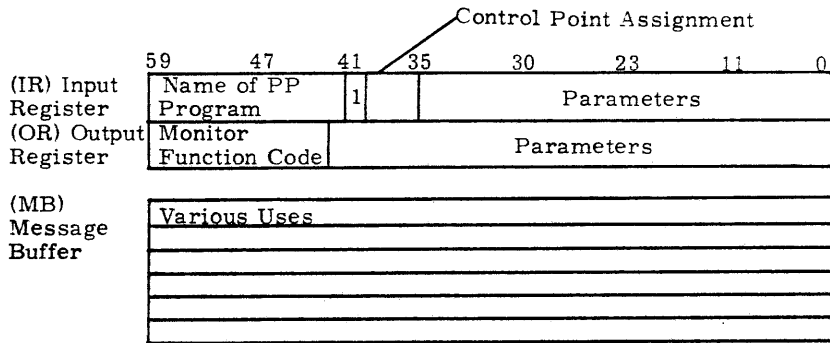 Control Point Assignment
59 47 41 35 30 23 11 0
(IR) Input Name of PP
Register Program 1 Parameters
(OR) Output Monitor
Register Function Code Parameters
(MB) Various Uses
Message
Buffer